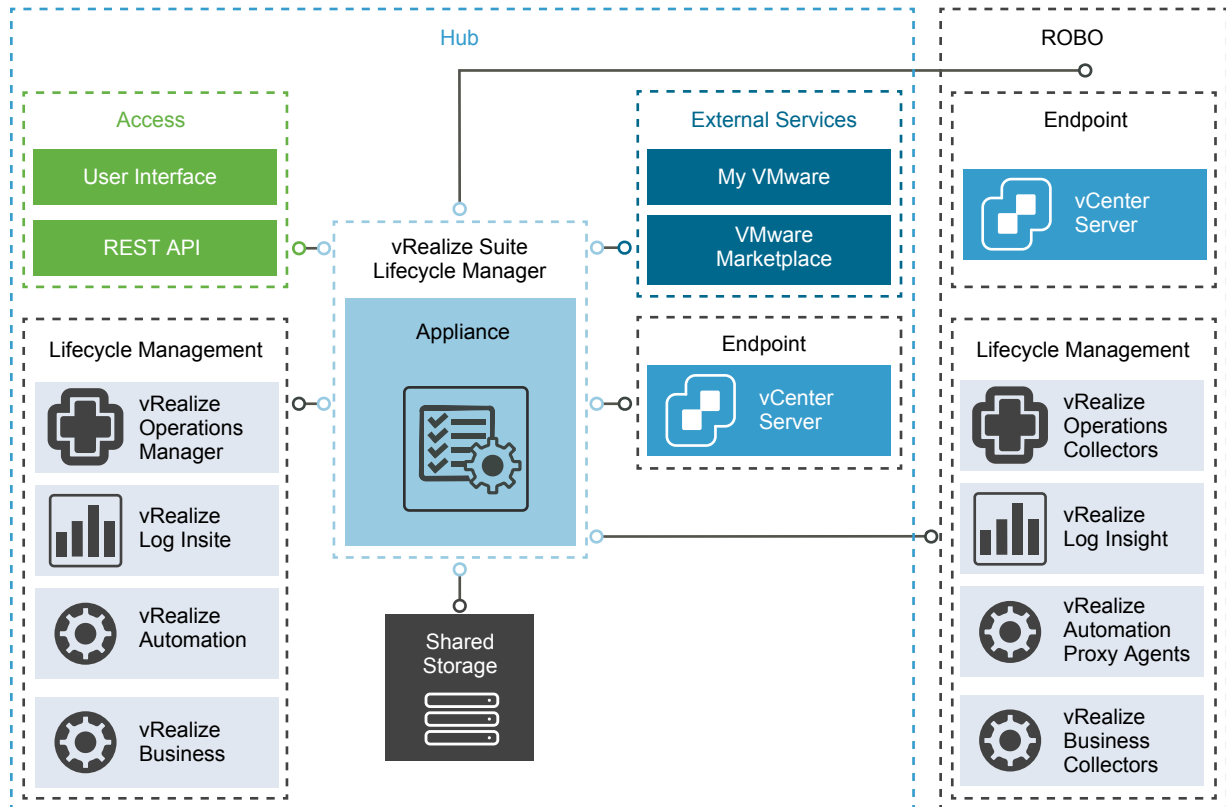 Hub
Access
User Interface
REST API
vRealize Suite
Lifecycle Manager
Appliance
External Services
My VMware
VMware
Marketplace
Lifecycle Management
vRealize
Operations
Manager
vRealize
Log Insite
vRealize
Automation
vRealize
Business
Endpoint
vCenter
Server
Shared
Storage
ROBO
Endpoint
vCenter
Server
Lifecycle Management
vRealize
Operations
Collectors
vRealize
Log Insight
vRealize
Automation
Proxy Agents
vRealize
Business
Collectors